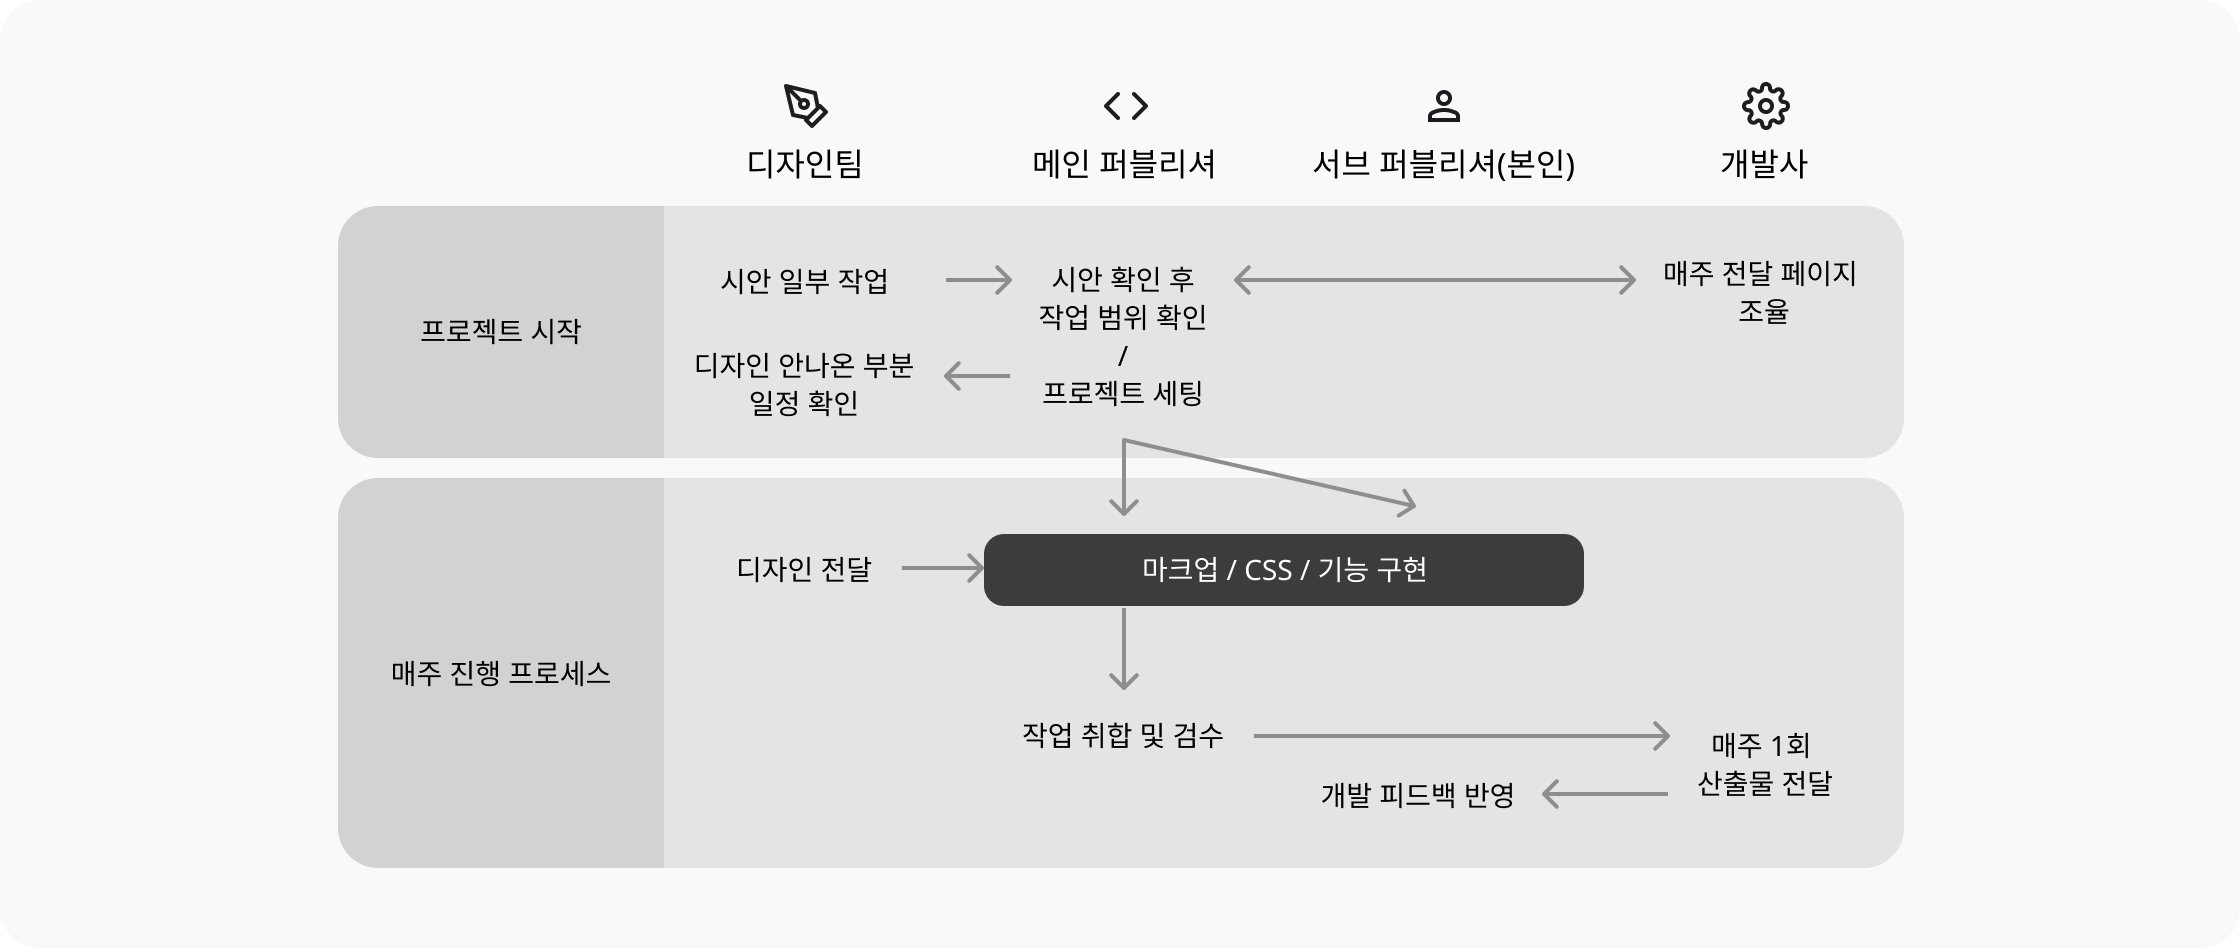 디자인팀
메인 퍼블리셔
서브 퍼블리셔(본인)
개발사
프로젝트 시작
시안 일부 작업
디자인 안나온 부분
일정 확인
시안 확인 후
작업 범위 확인
/
프로젝트 세팅
매주 전달 페이지
조율
매주 진행 프로세스
디자인 전달
마크업 / CSS / 기능 구현
작업 취합 및 검수
매주 1회
산출물 전달
개발 피드백 반영